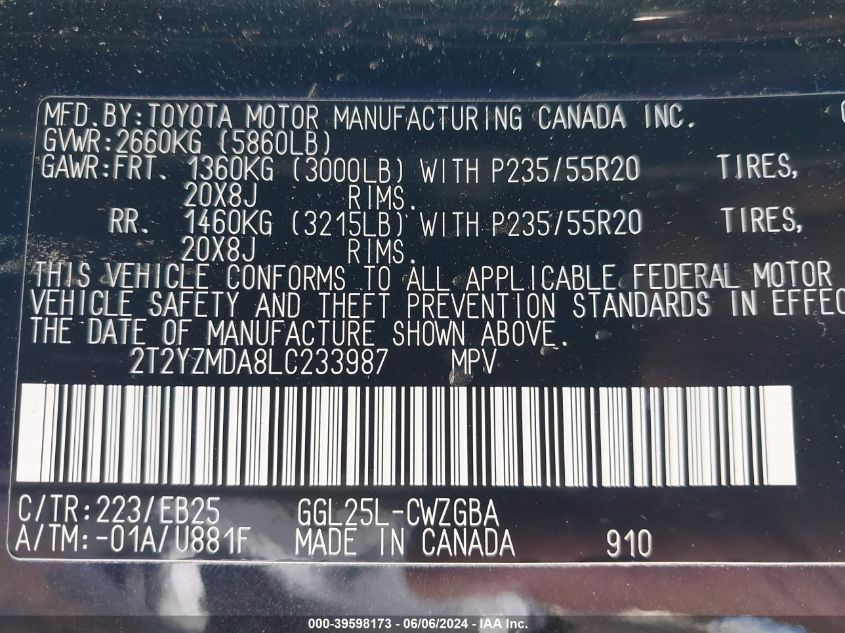 MFD.BY:TOYOTA MOTOR MANUFACTURING CANADA INC.
GVWR:2660KG (5860LB)
GAWR:FRT. 1360KG (3000LB) WITH P235/55R20 TIRES,
20X8J RIMS.
RR. 1460KG (3215LB) WITH P235/55R20 TIRES,
20X8J RIMS.
THIS VEHICLE CONFORMS TO ALL APPLICABLE FEDERAL MOTOR
VEHICLE SAFETY AND THEFT PREVENTION STANDARDS IN EFFEC
THE DATE OF MANUFACTURE SHOWN ABOVE.
2T2YZMDA8LC233987 MPV
C/TR:223/EB25 GGL25L-CWZGBA
A/TM:-01A/U881F MADE IN CANADA 910
000-39598173 - 06/06/2024 - IAA Inc.